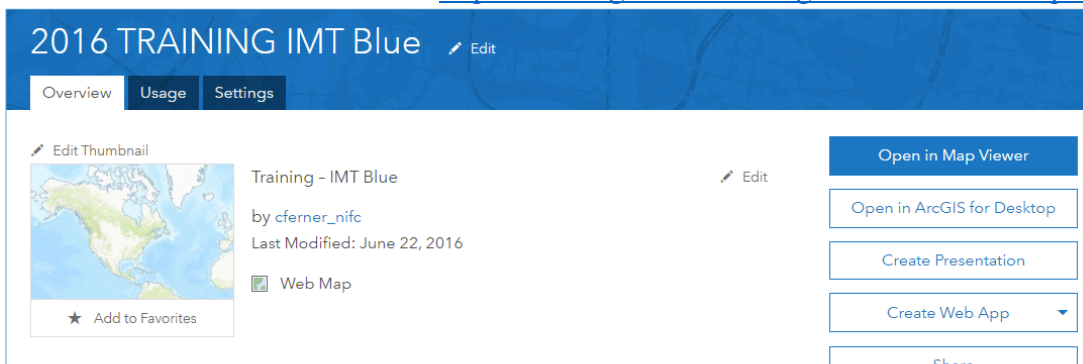 2016 TRAINING IMT Blue Edit
Overview Usage Settings
Edit Thumbnail
Training – IMT Blue Edit
by cferner_nifc
Last Modified: June 22, 2016
Web Map
Add to Favorites
Open in Map Viewer
Open in ArcGIS for Desktop
Create Presentation
Create Web App
Share